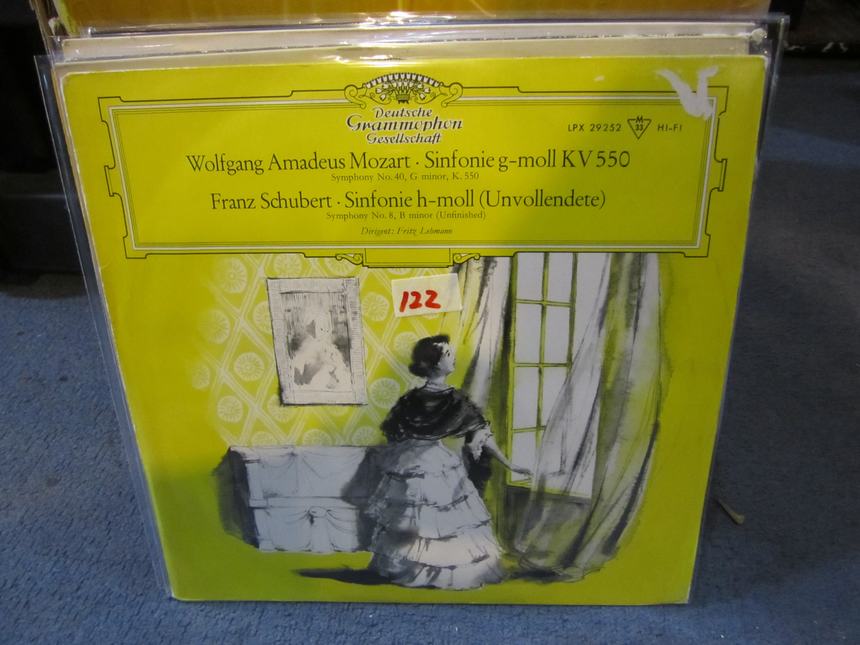 Deutsche
Grammophon
Gesellschaft
LPX 29252 M 33 HI-FI
Wolfgang Amadeus Mozart · Sinfonie g-moll KV 550
Symphony No. 40, G minor, K. 550
Franz Schubert · Sinfonie h-moll (Unvollendete)
Symphony No. 8, B minor (Unfinished)
Dirigent: Fritz Lehmann
122